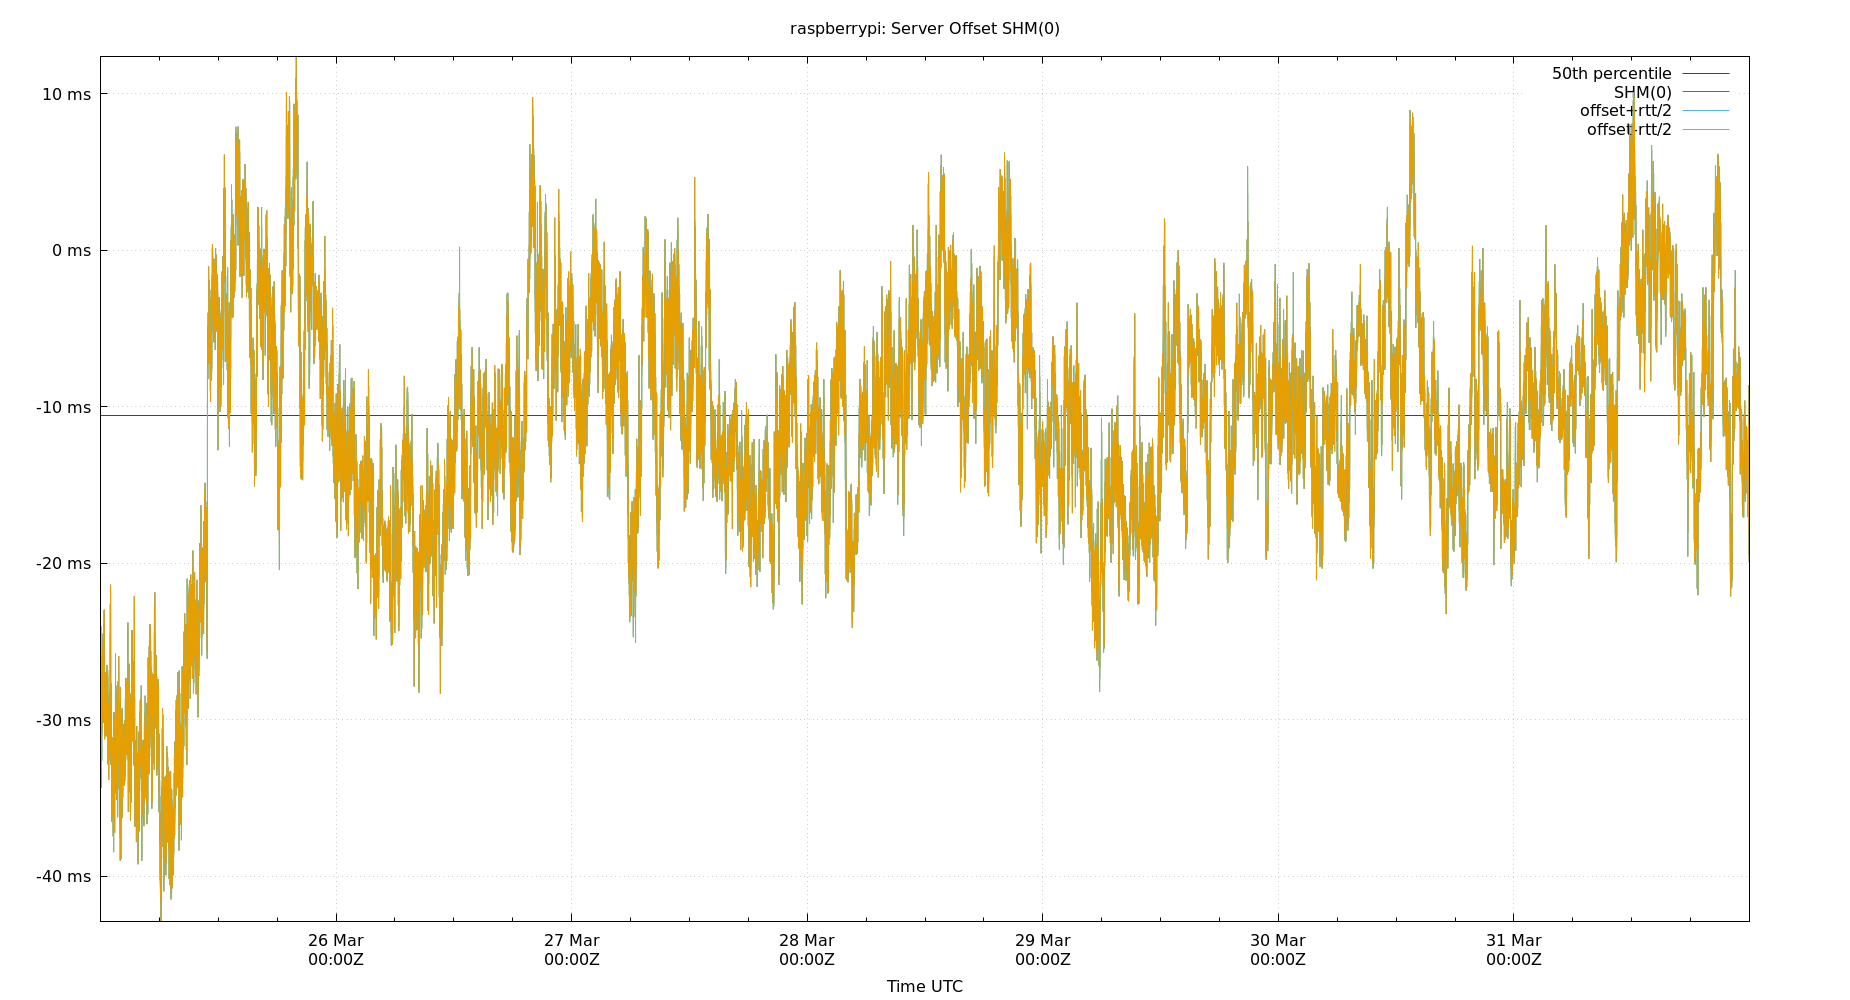 raspberrypi: Server Offset SHM(0)
50th percentile
SHM(0)
offset+rtt/2
offset-rtt/2
10 ms
0 ms
-10 ms
-20 ms
-30 ms
-40 ms
26 Mar 27 Mar 28 Mar 29 Mar 30 Mar 31 Mar
00:00Z 00:00Z 00:00Z 00:00Z 00:00Z 00:00Z
Time UTC